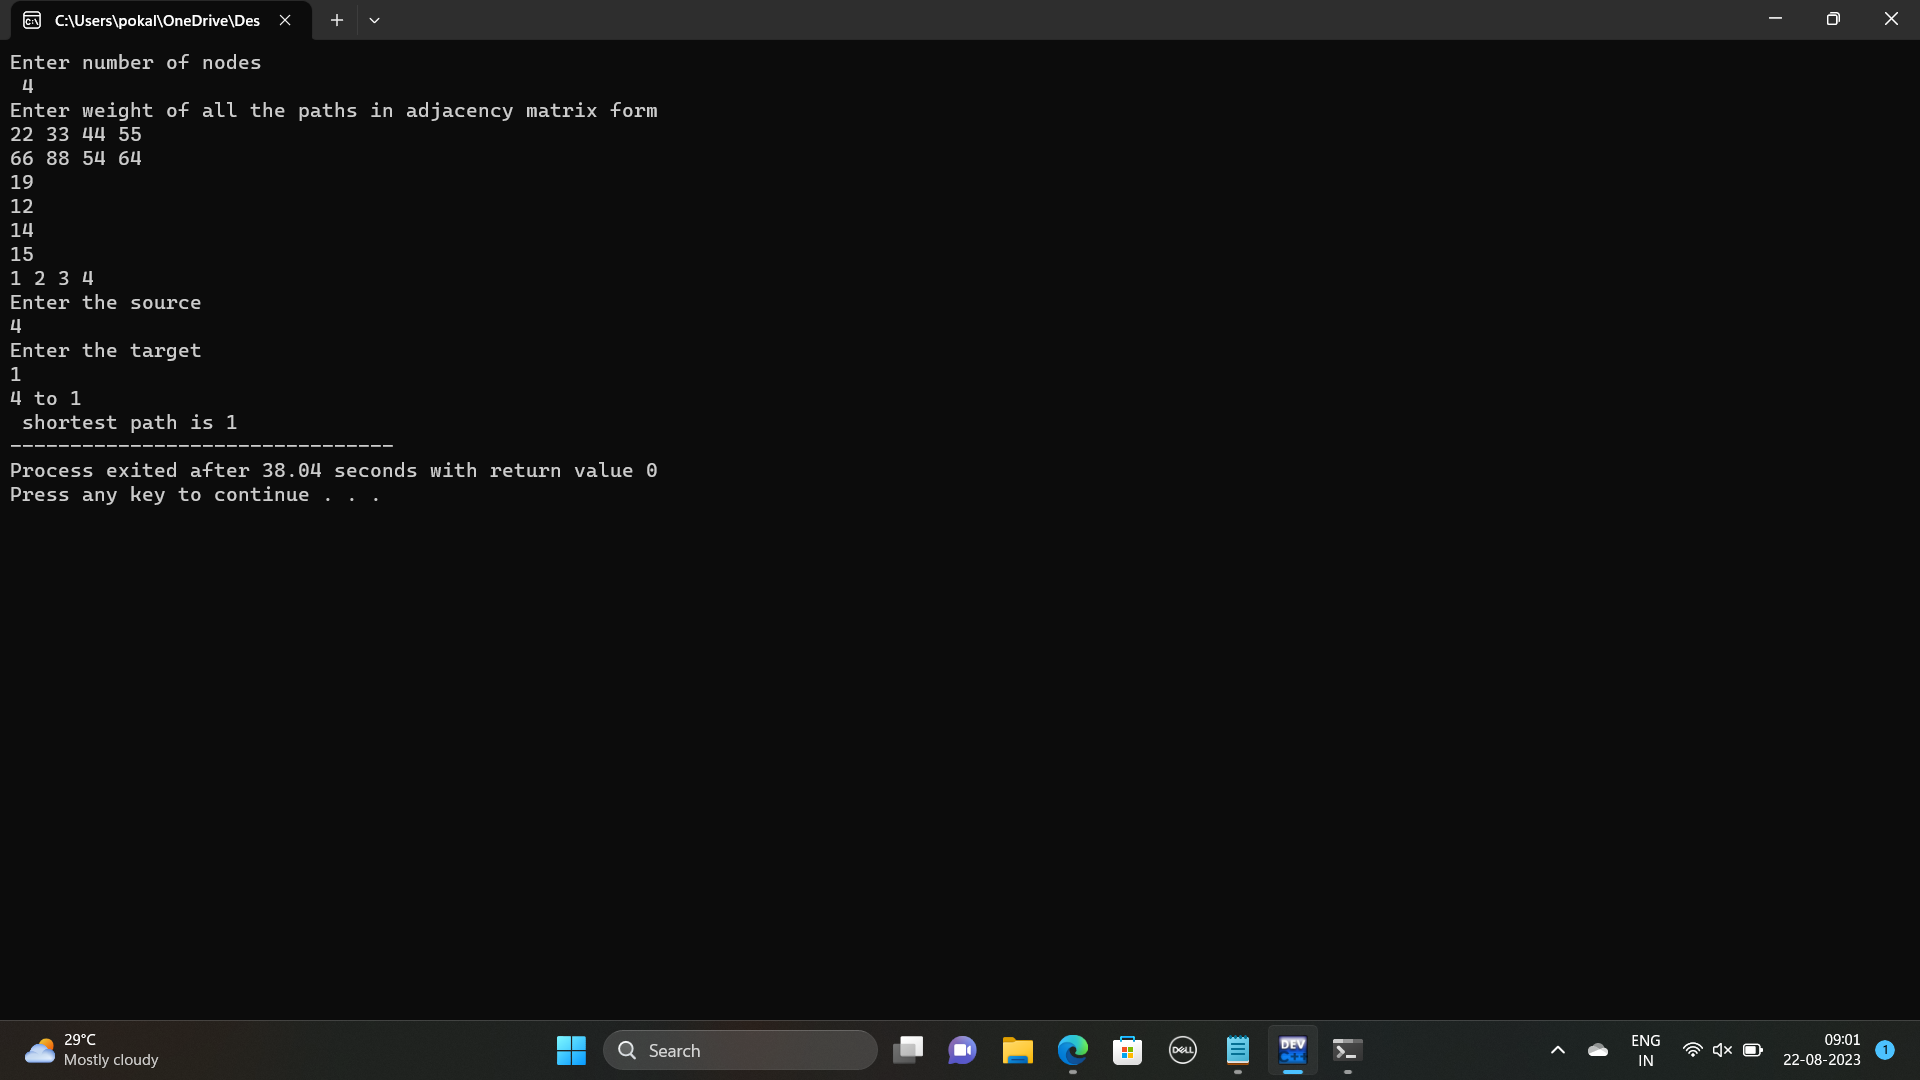 C:\Users\pokal\OneDrive\Des
Enter number of nodes
4
Enter weight of all the paths in adjacency matrix form
22 33 44 55
66 88 54 64
19
12
14
15
1 2 3 4
Enter the source
4
Enter the target
1
4 to 1
shortest path is 1
--------------------------------
Process exited after 38.04 seconds with return value 0
Press any key to continue . . .
29°C
Mostly cloudy
Search
DELL
DEV
C++
ENG
IN
09:01
22-08-2023
1